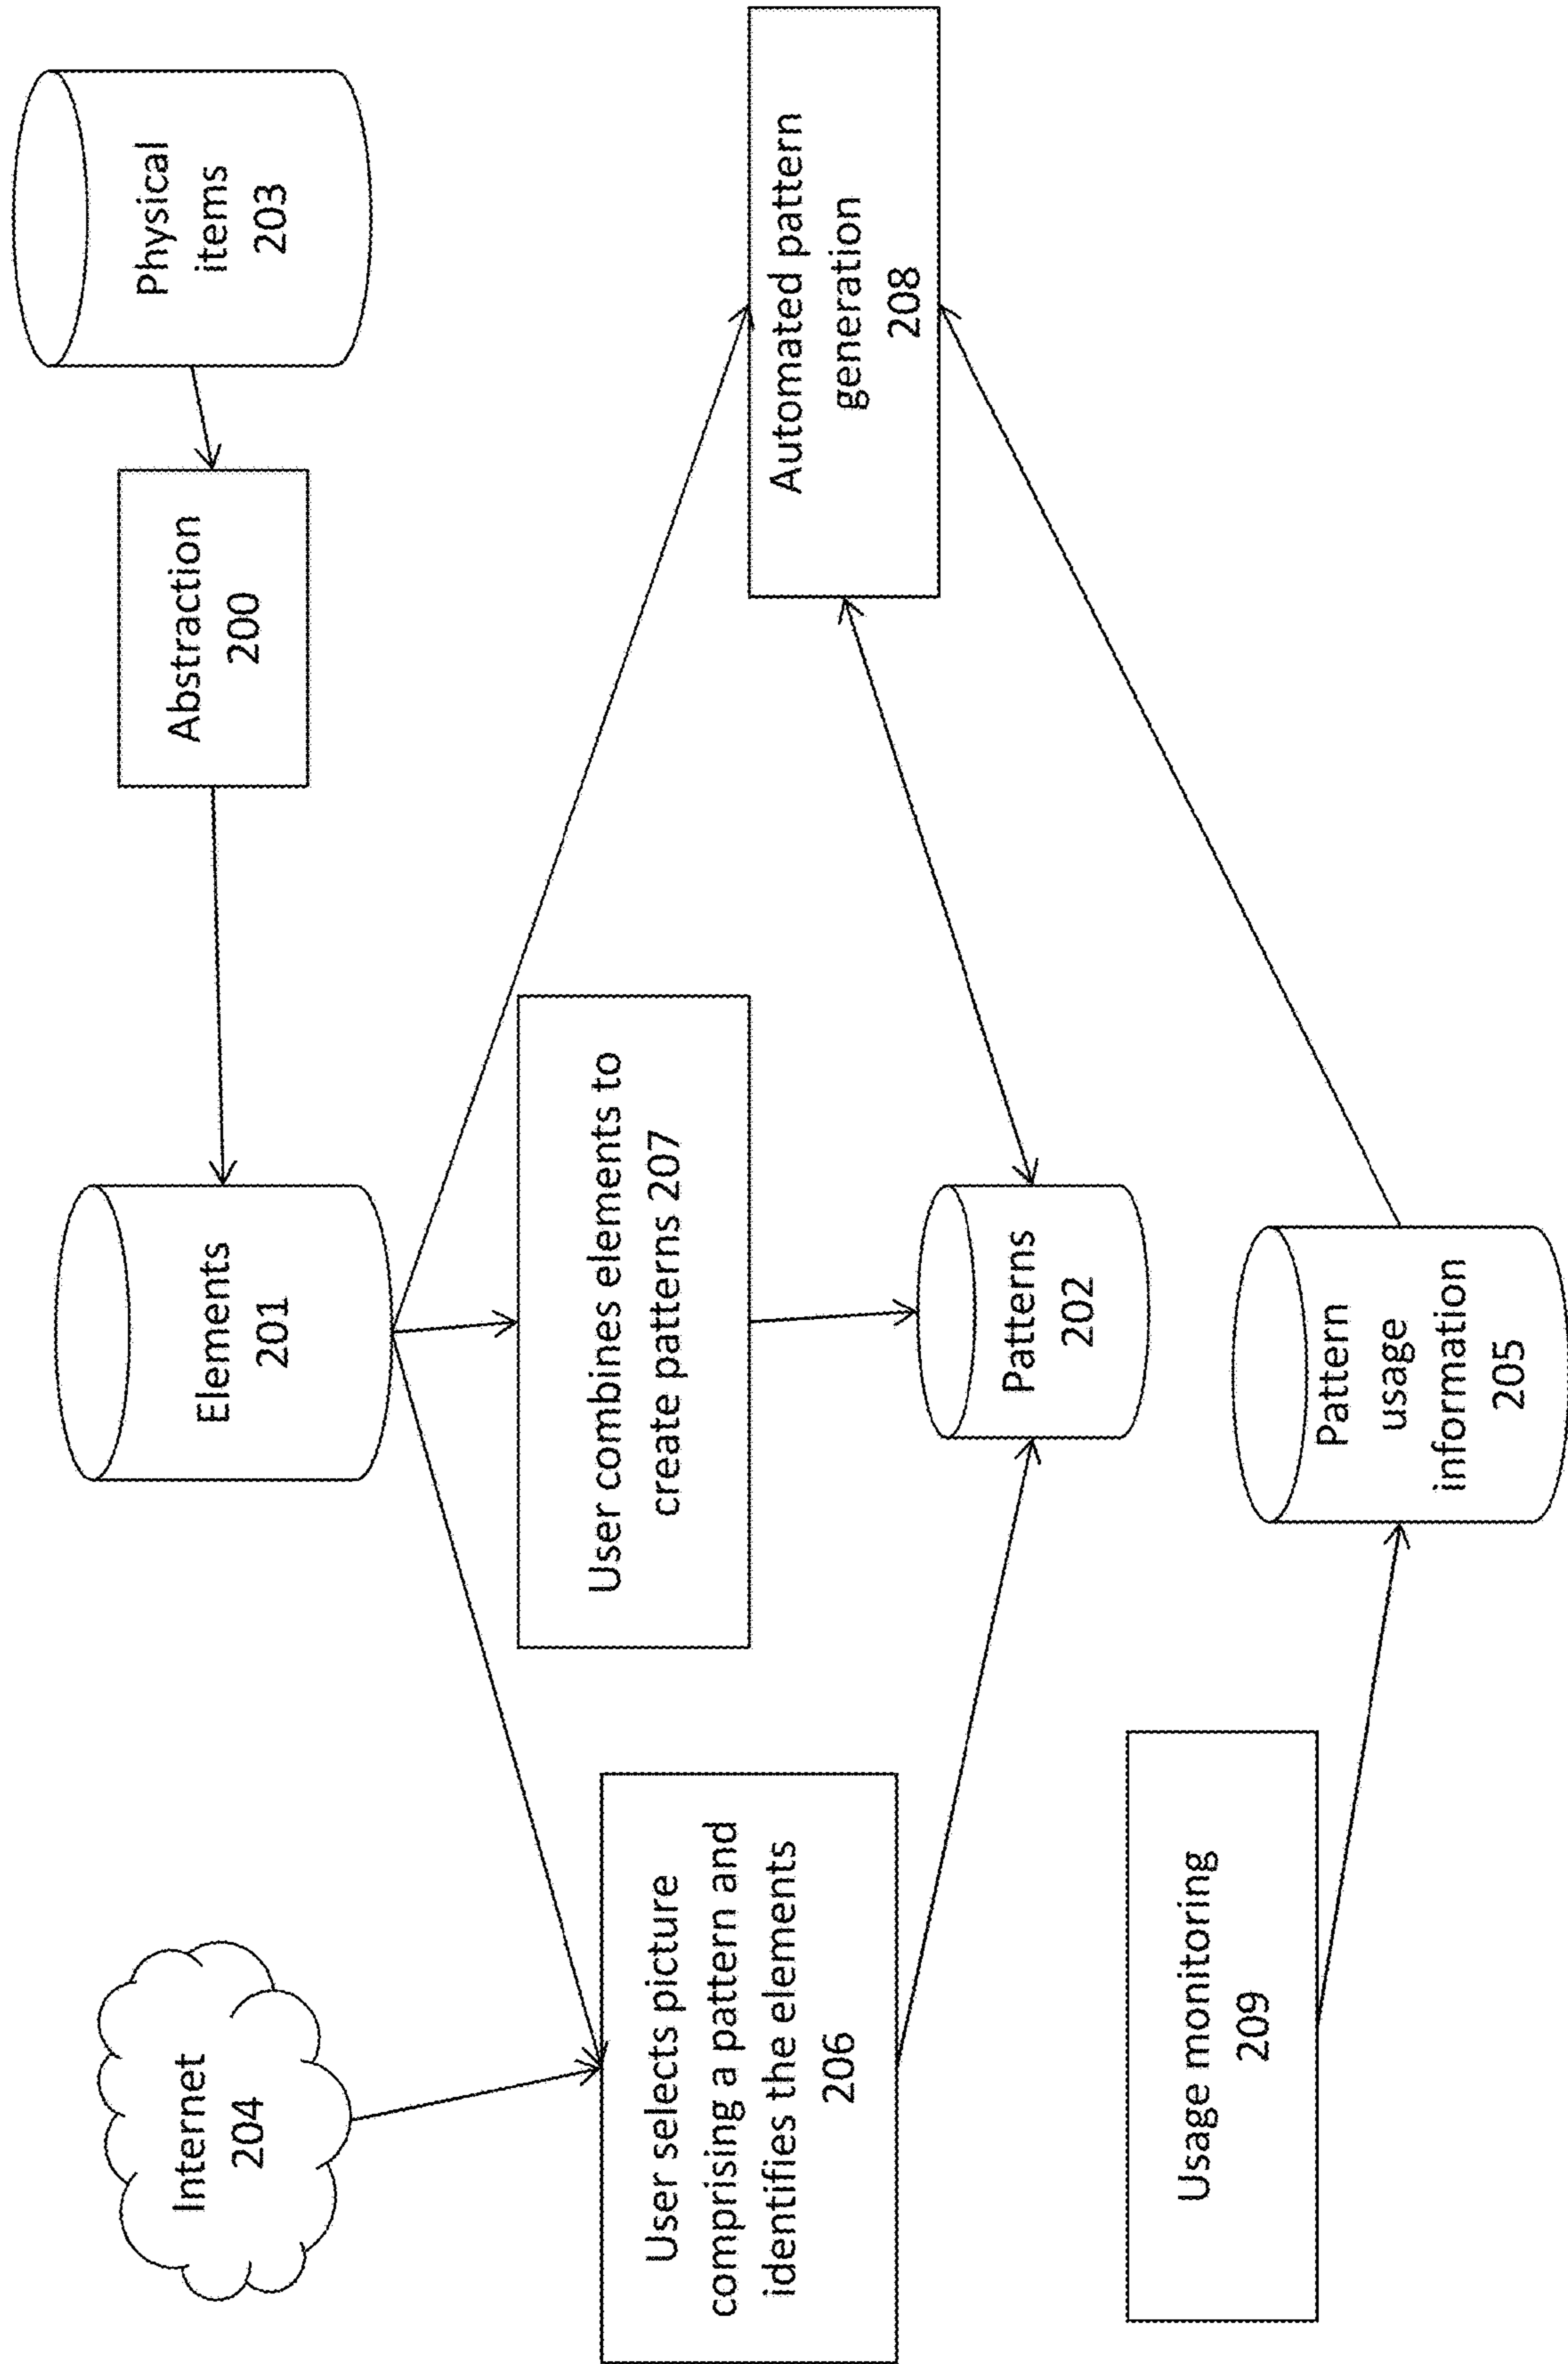 Internet
204
Elements
201
Abstraction
200
Physical
items
203
User selects picture
comprising a pattern and
identifies the elements
206
User combines elements to
create patterns 207
Automated pattern
generation
208
Patterns
202
Usage monitoring
209
Pattern
usage
information
205